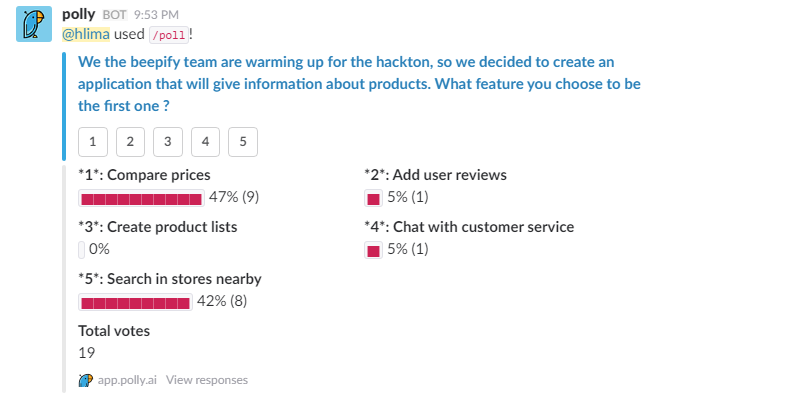 polly BOT 9:53 PM
@hlima used /poll!
We the beepify team are warming up for the hackton, so we decided to create an
application that will give information about products. What feature you choose to be
the first one ?
1 2 3 4 5
*1*: Compare prices
47% (9)
*2*: Add user reviews
5% (1)
*3*: Create product lists
0%
*4*: Chat with customer service
5% (1)
*5*: Search in stores nearby
42% (8)
Total votes
19
app.polly.ai View responses